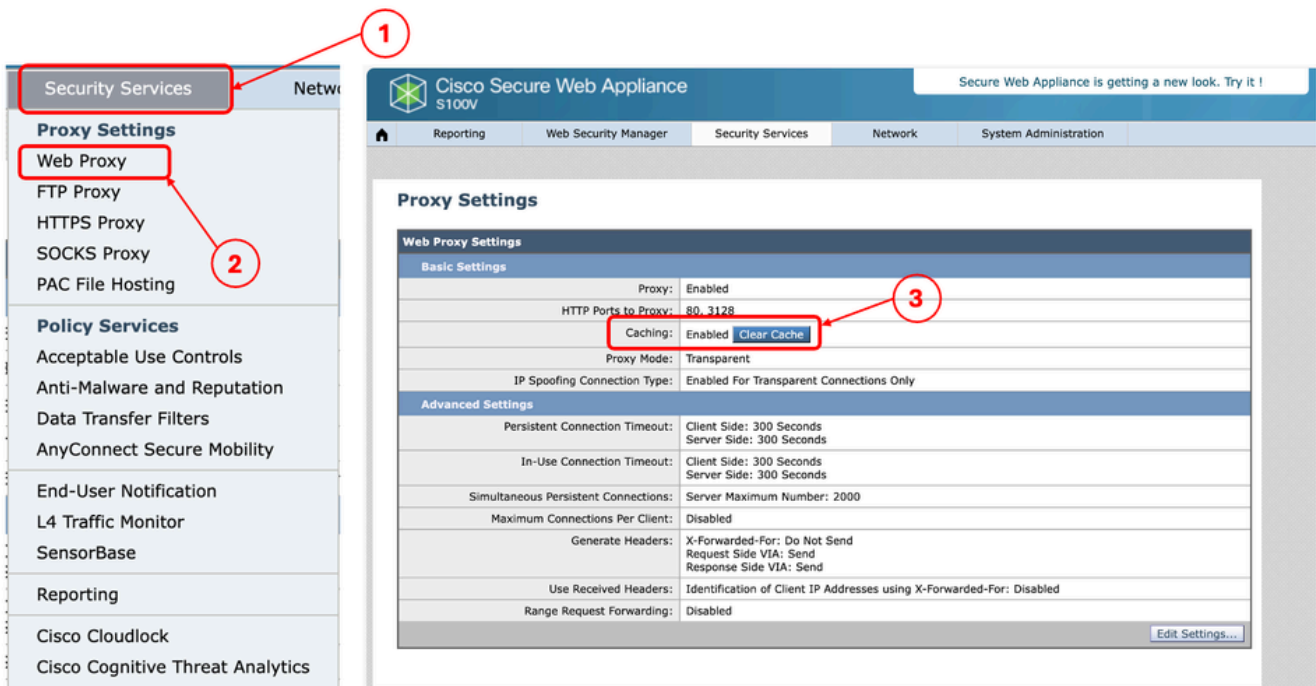 1
Security Services
Proxy Settings
Web Proxy
FTP Proxy
HTTPS Proxy
SOCKS Proxy
PAC File Hosting
2
Policy Services
Acceptable Use Controls
Anti-Malware and Reputation
Data Transfer Filters
AnyConnect Secure Mobility
End-User Notification
L4 Traffic Monitor
SensorBase
Reporting
Cisco Cloudlock
Cisco Cognitive Threat Analytics
Cisco Secure Web Appliance
S100V
Secure Web Appliance is getting a new look. Try it !
Reporting Web Security Manager Security Services Network System Administration
Proxy Settings
Web Proxy Settings
Basic Settings
Proxy: Enabled
HTTP Ports to Proxy: 80, 3128
3
Caching: Enabled Clear Cache
Proxy Mode: Transparent
IP Spoofing Connection Type: Enabled For Transparent Connections Only
Advanced Settings
Persistent Connection Timeout: Client Side: 300 Seconds
Server Side: 300 Seconds
In-Use Connection Timeout: Client Side: 300 Seconds
Server Side: 300 Seconds
Simultaneous Persistent Connections: Server Maximum Number: 2000
Maximum Connections Per Client: Disabled
Generate Headers: X-Forwarded-For: Do Not Send
Request Side VIA: Send
Response Side VIA: Send
Use Received Headers: Identification of Client IP Addresses using X-Forwarded-For: Disabled
Range Request Forwarding: Disabled
Edit Settings...